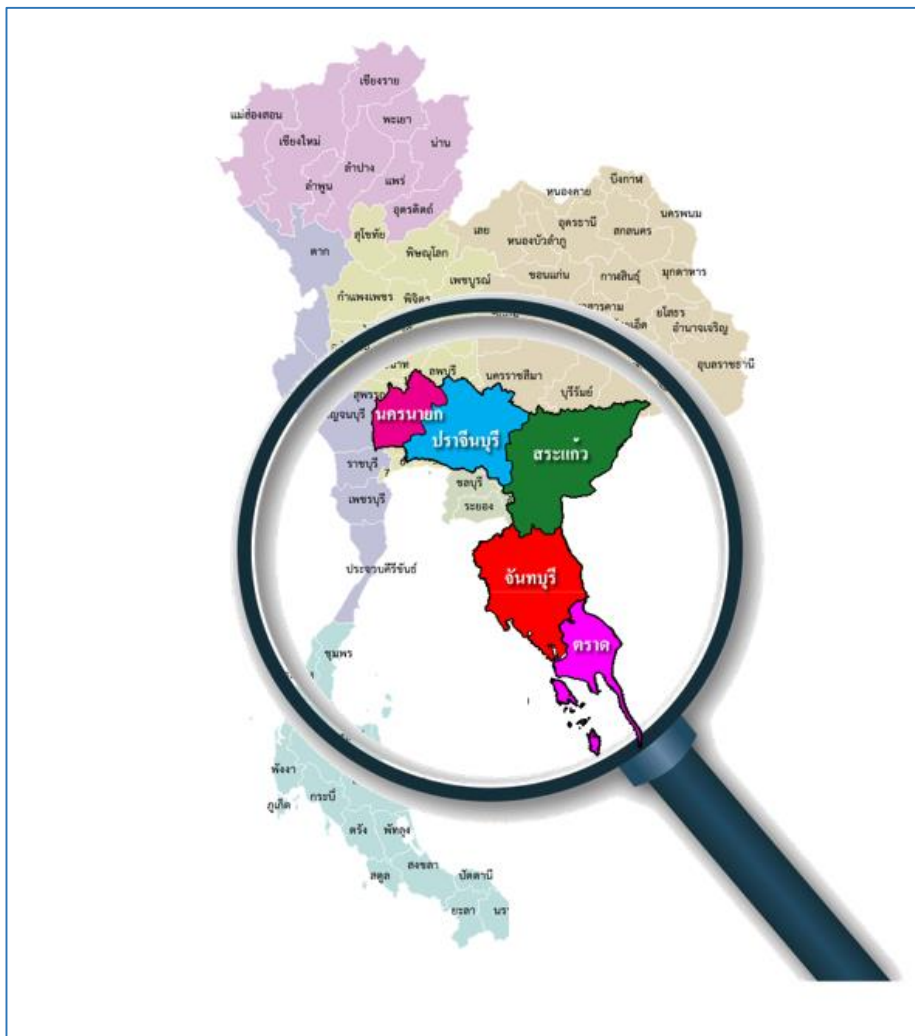 เชียงราย
แม่ฮ่องสอน
พะเยา
เชียงใหม่
น่าน
ลำปาง
แพร่
ลำพูน
อุตรดิตถ์
บึงกาฬ
หนองคาย
นครพนม
เลย
อุดรธานี
สกลนคร
สุโขทัย
หนองบัวลำภู
ตาก
พิษณุโลก
ขอนแก่น
กาฬสินธุ์
มุกดาหาร
เพชรบูรณ์
กำแพงเพชร
พิจิตร
ยโสธร
อำนาจเจริญ
อุบลราชธานี
ลพบุรี
นครราชสีมา
บุรีรัมย์
นครนายก
ปราจีนบุรี
สระแก้ว
ราชบุรี
6
7
ชลบุรี
เพชรบุรี
ระยอง
ประจวบคีรีขันธ์
จันทบุรี
ตราด
ชุมพร
พังงา
กระบี่
ภูเก็ต
ตรัง
พัทลุง
สงขลา
สตูล
ปัตตานี
ยะลา